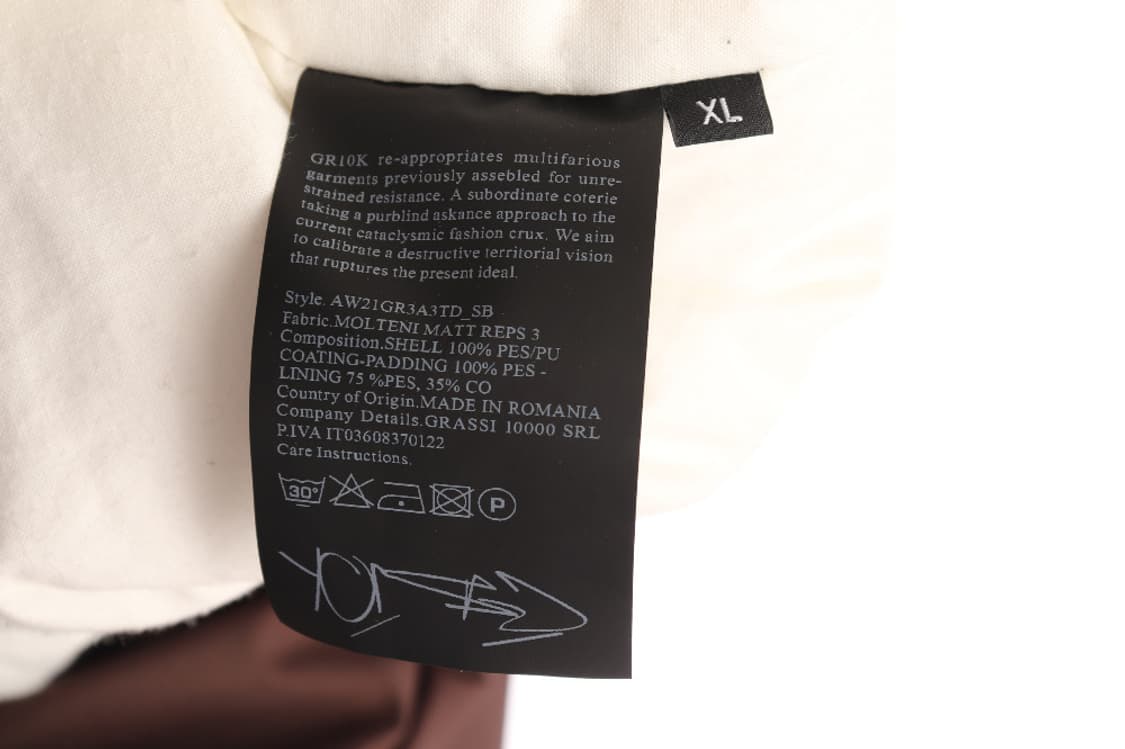 XL
GR10K re-appropriates multifarious
garments previously assebled for unre-
strained resistance. A subordinate coterie
taking a purblind askance approach to the
current cataclysmic fashion crux. We aim
to calibrate a destructive territorial vision
that ruptures the present ideal.
Style. AW21GR3A3TD_SB
Fabric.MOLTENI MATT REPS 3
Composition.SHELL 100% PES/PU
COATING-PADDING 100% PES -
LINING 75 %PES, 35% CO
Country of Origin.MADE IN ROMANIA
Company Details.GRASSI 10000 SRL
P.IVA IT03608370122
Care Instructions.
30° P